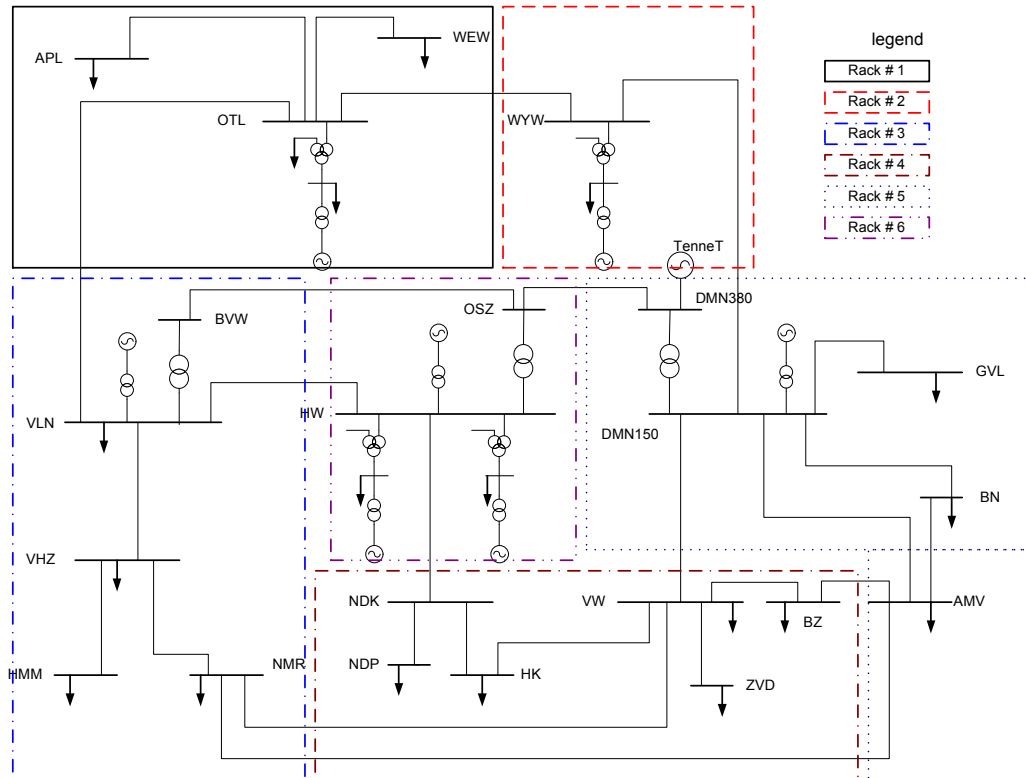 WEW
legend
APL
Rack # 1
Rack # 2
OTL
WYW
Rack # 3
Rack # 4
Rack # 5
Rack # 6
TenneT
DMN380
BVW
OSZ
GVL
VLN
HW
DMN150
BN
VHZ
NDK
VW
AMV
BZ
HMM
NMR
NDP
HK
ZVD